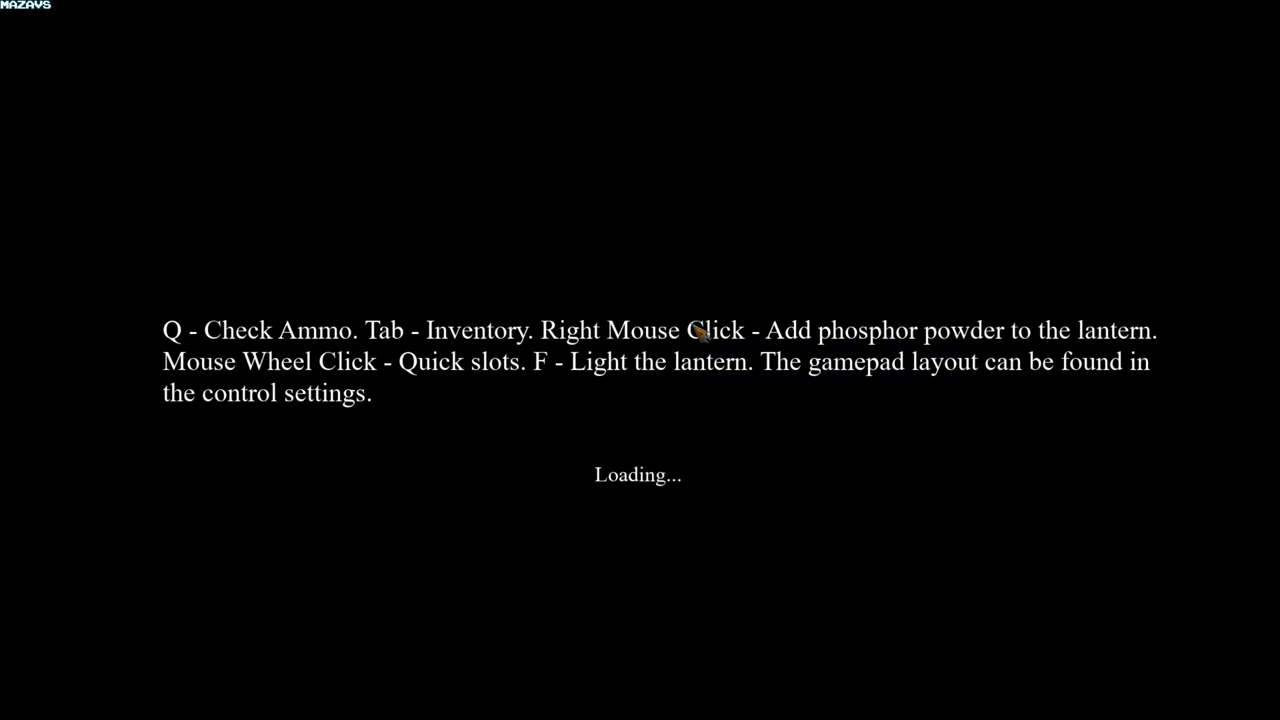 MAZAVS
Q - Check Ammo. Tab - Inventory. Right Mouse Click - Add phosphor powder to the lantern.
Mouse Wheel Click - Quick slots. F - Light the lantern. The gamepad layout can be found in
the control settings.
Loading...